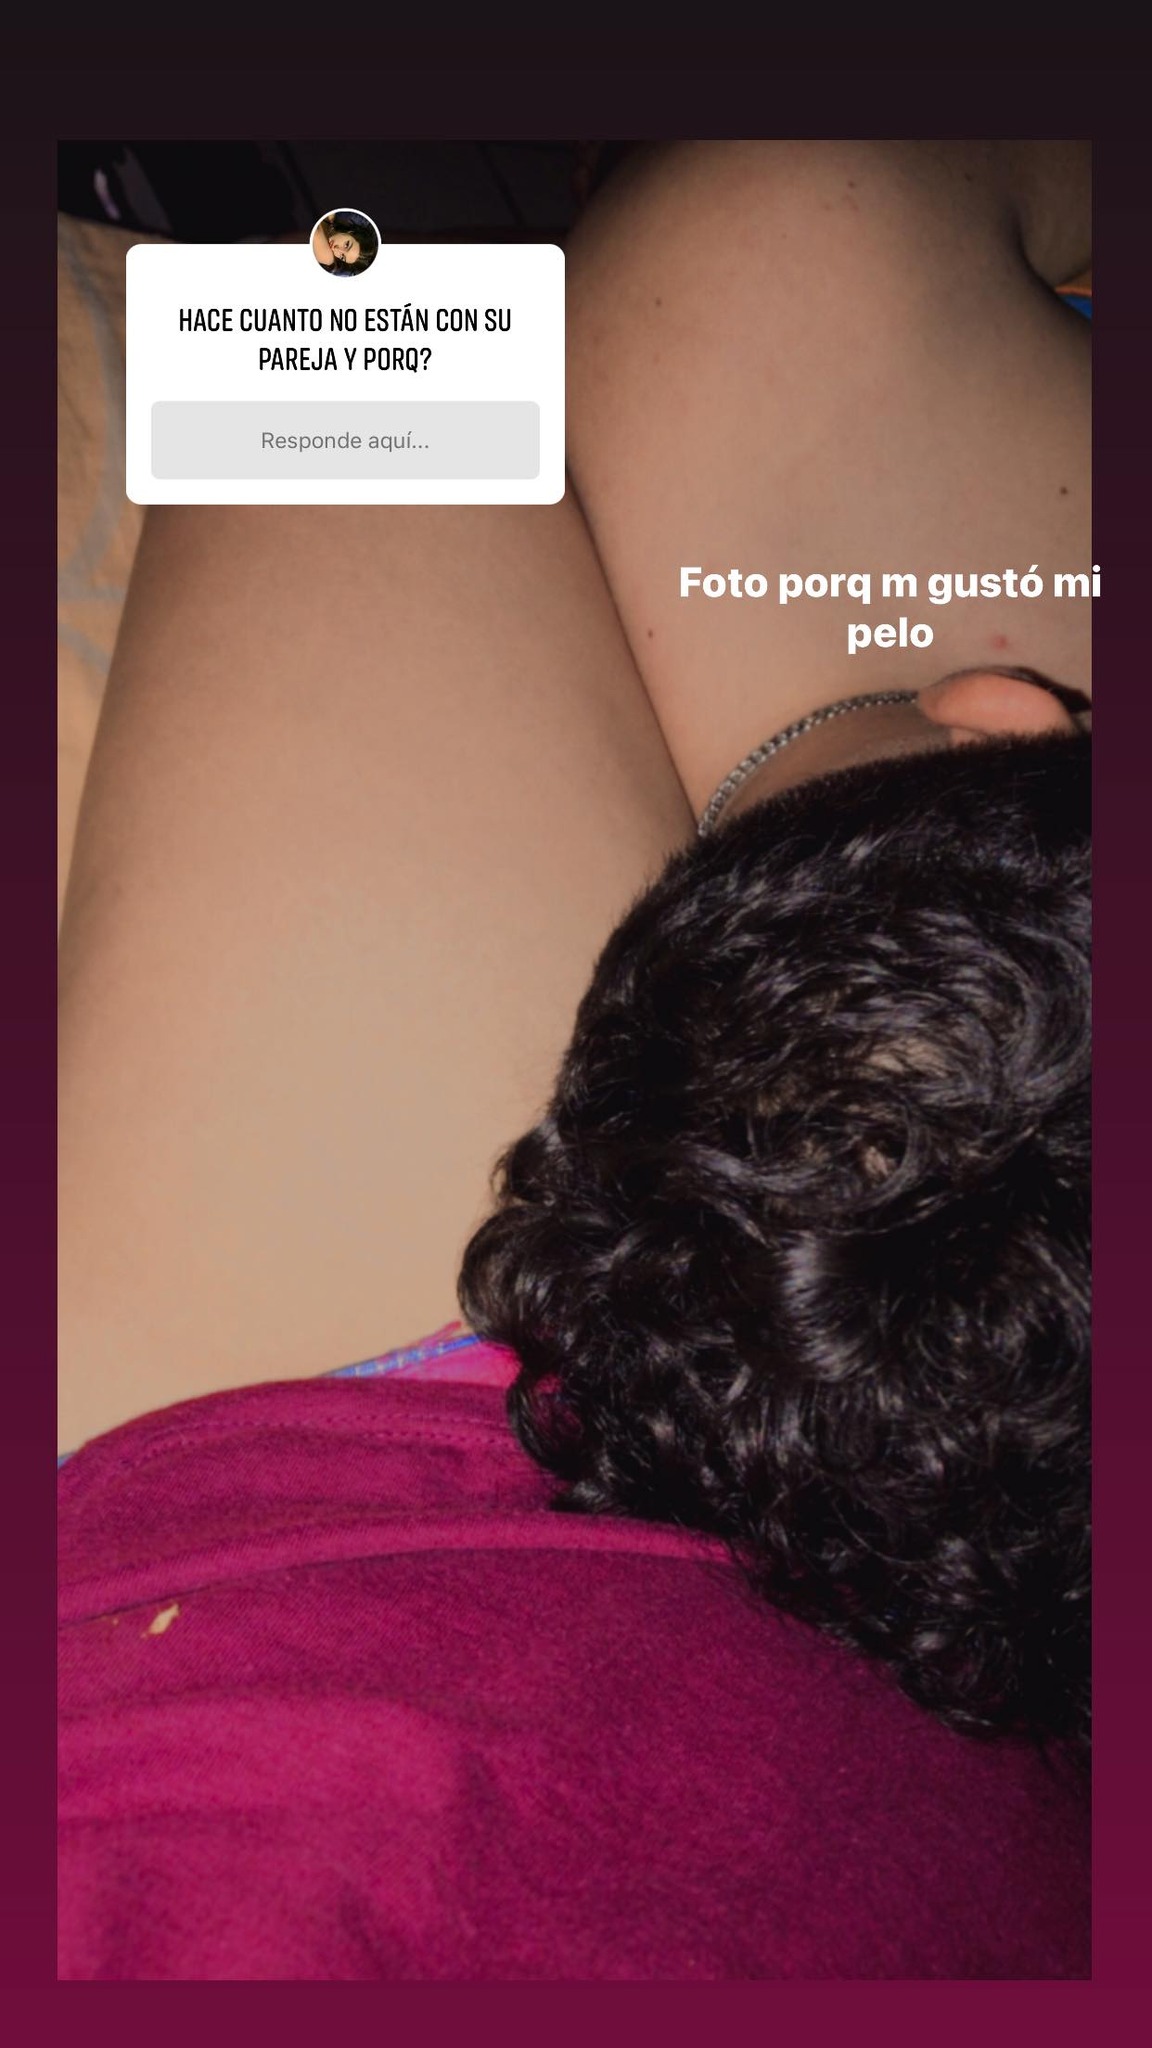 HACE CUANTO NO ESTÁN CON SU
PAREJA Y PORQ?
Responde aquí...
Foto porq m gustó mi
pelo